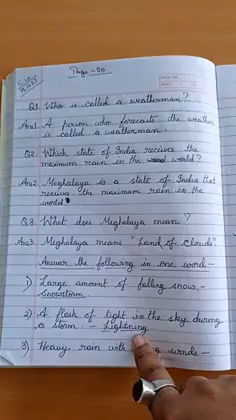 Page-50
Q1. Who is called a weatherman?
Ans1. A person who forecasts the weather
is called a weatherman.
Q2. Which state of India receives the
maximum rain in the world?
Ans2. Meghalaya is a state of India that
receives the maximum rain in the
world.
Q3. What does Meghalaya mean?
Ans3. Meghalaya means "Land of Clouds"
Answer the following in one word-
1) Large amount of falling snow,-
Snowstorm.
2) A flash of light in the sky during
a storm - Lightning
3) Heavy rain with winds-